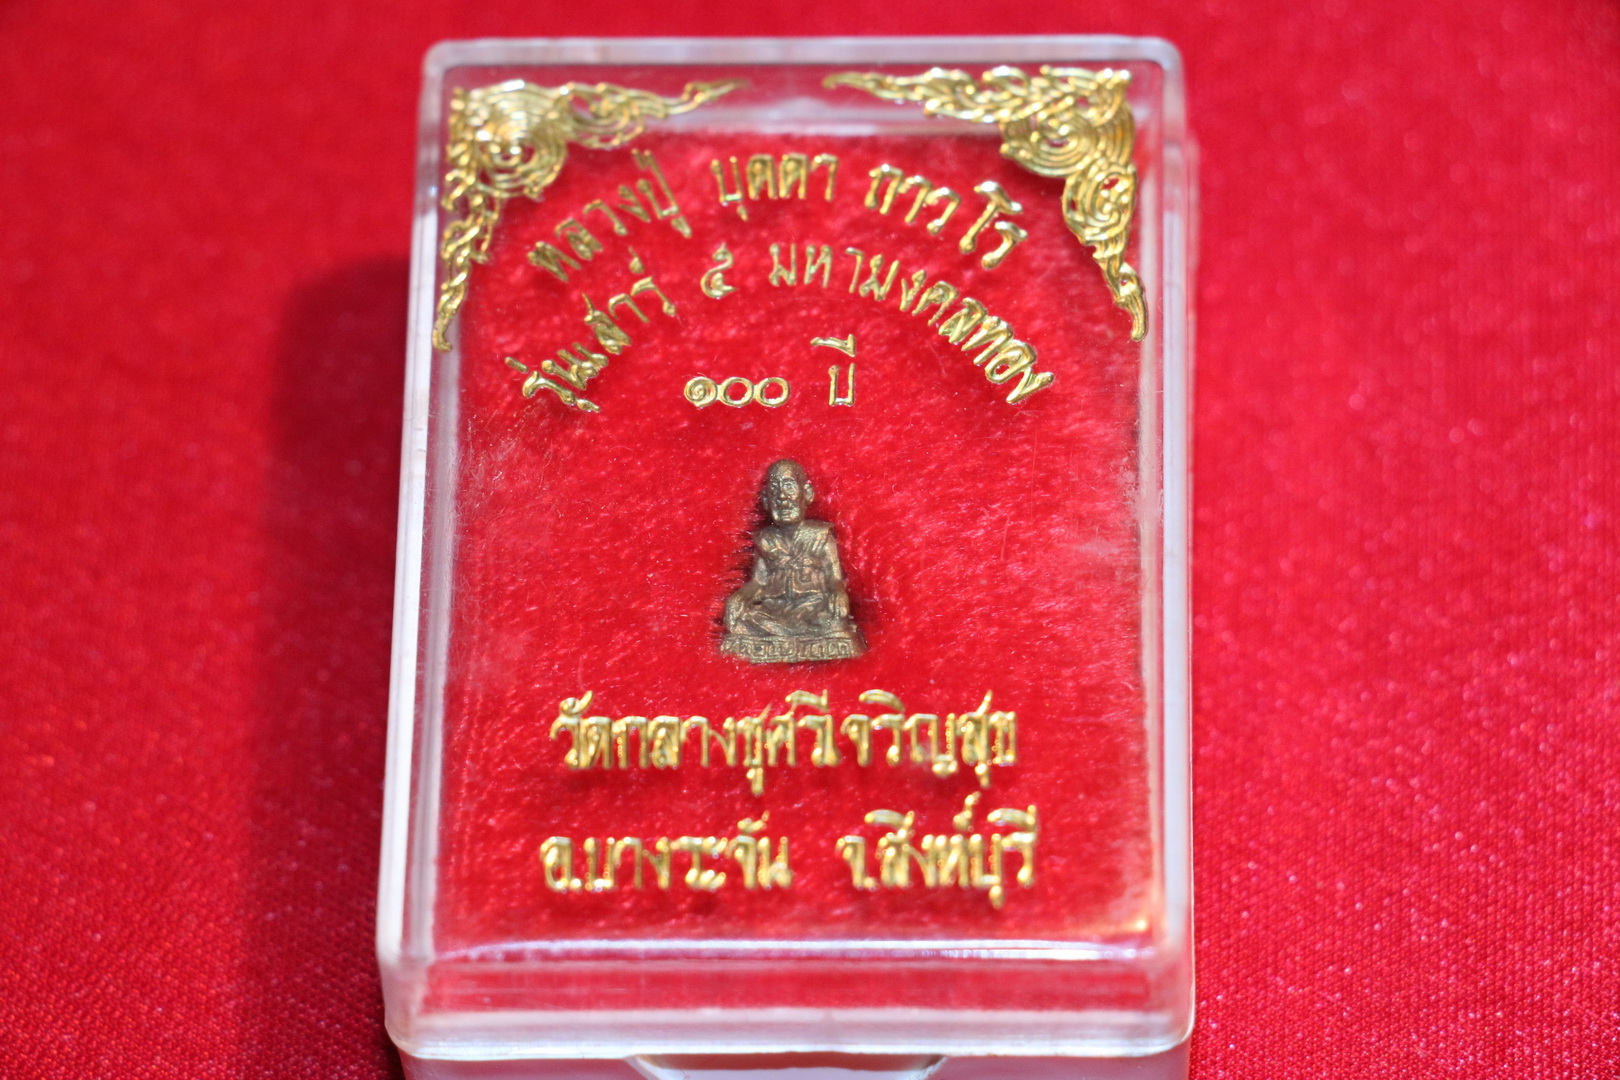 หลวงปู่ บุดดา ถาวโร
รุ่นเสาร์ ๕ มหามงคลทอง
๑๐๐ ปี
วัดกลางชูศรีเจริญสุข
อ.บางระจัน จ.สิงห์บุรี